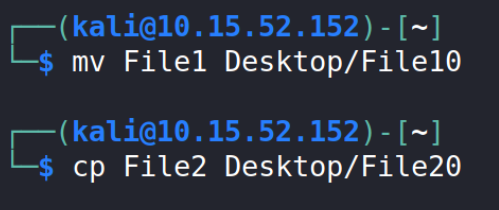 ┌──(kali@10.15.52.152)-[~]
└─$ mv File1 Desktop/File10
┌──(kali@10.15.52.152)-[~]
└─$ cp File2 Desktop/File20